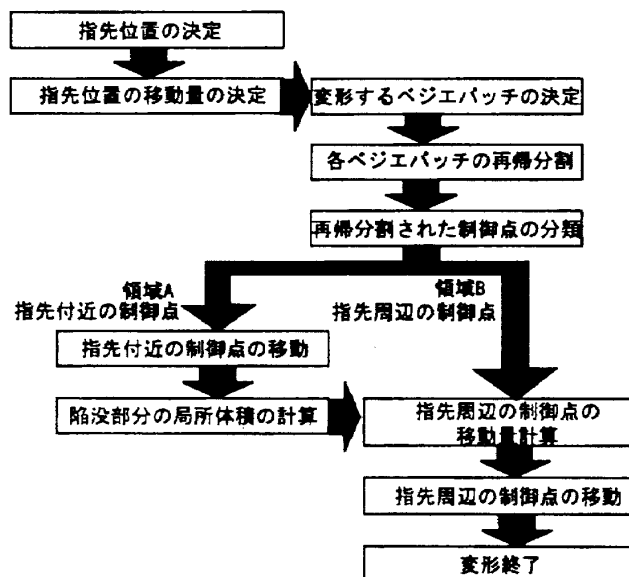 指先位置の決定
指先位置の移動量の決定
変形するベジエパッチの決定
各ベジエパッチの再帰分割
再帰分割された制御点の分類
領域A
指先付近の制御点
領域B
指先周辺の制御点
指先付近の制御点の移動
陥没部分の局所体積の計算
指先周辺の制御点の
移動量計算
指先周辺の制御点の移動
変形終了